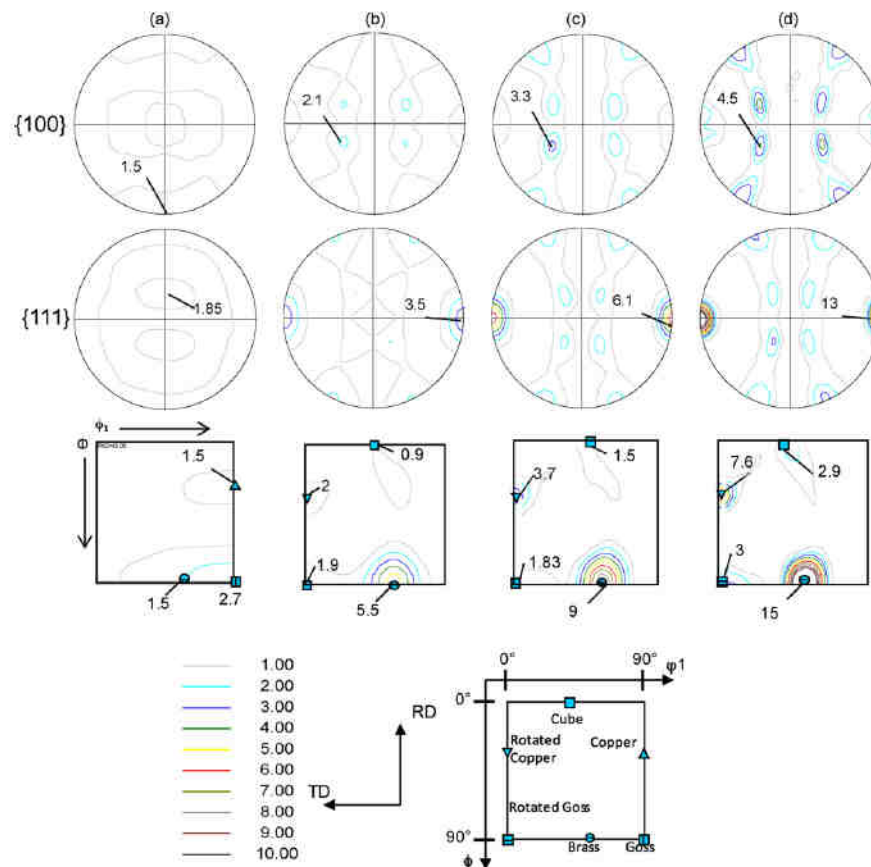 (a) (b) (c) (d)
{100} 1.5 2.1 3.3 4.5
{111} 1.85 3.5 6.1 13
ϕ₁
Φ
1.5 1.5 2.7
0.9 2 1.9 5.5
1.5 3.7 1.83 9
2.9 7.6 3 15
1.00
2.00
3.00
4.00
5.00
6.00
7.00
8.00
9.00
10.00
RD
TD
0° 90° φ1
0°
Cube
Rotated Copper
Copper
Rotated Goss
90°
Brass Goss
ϕ